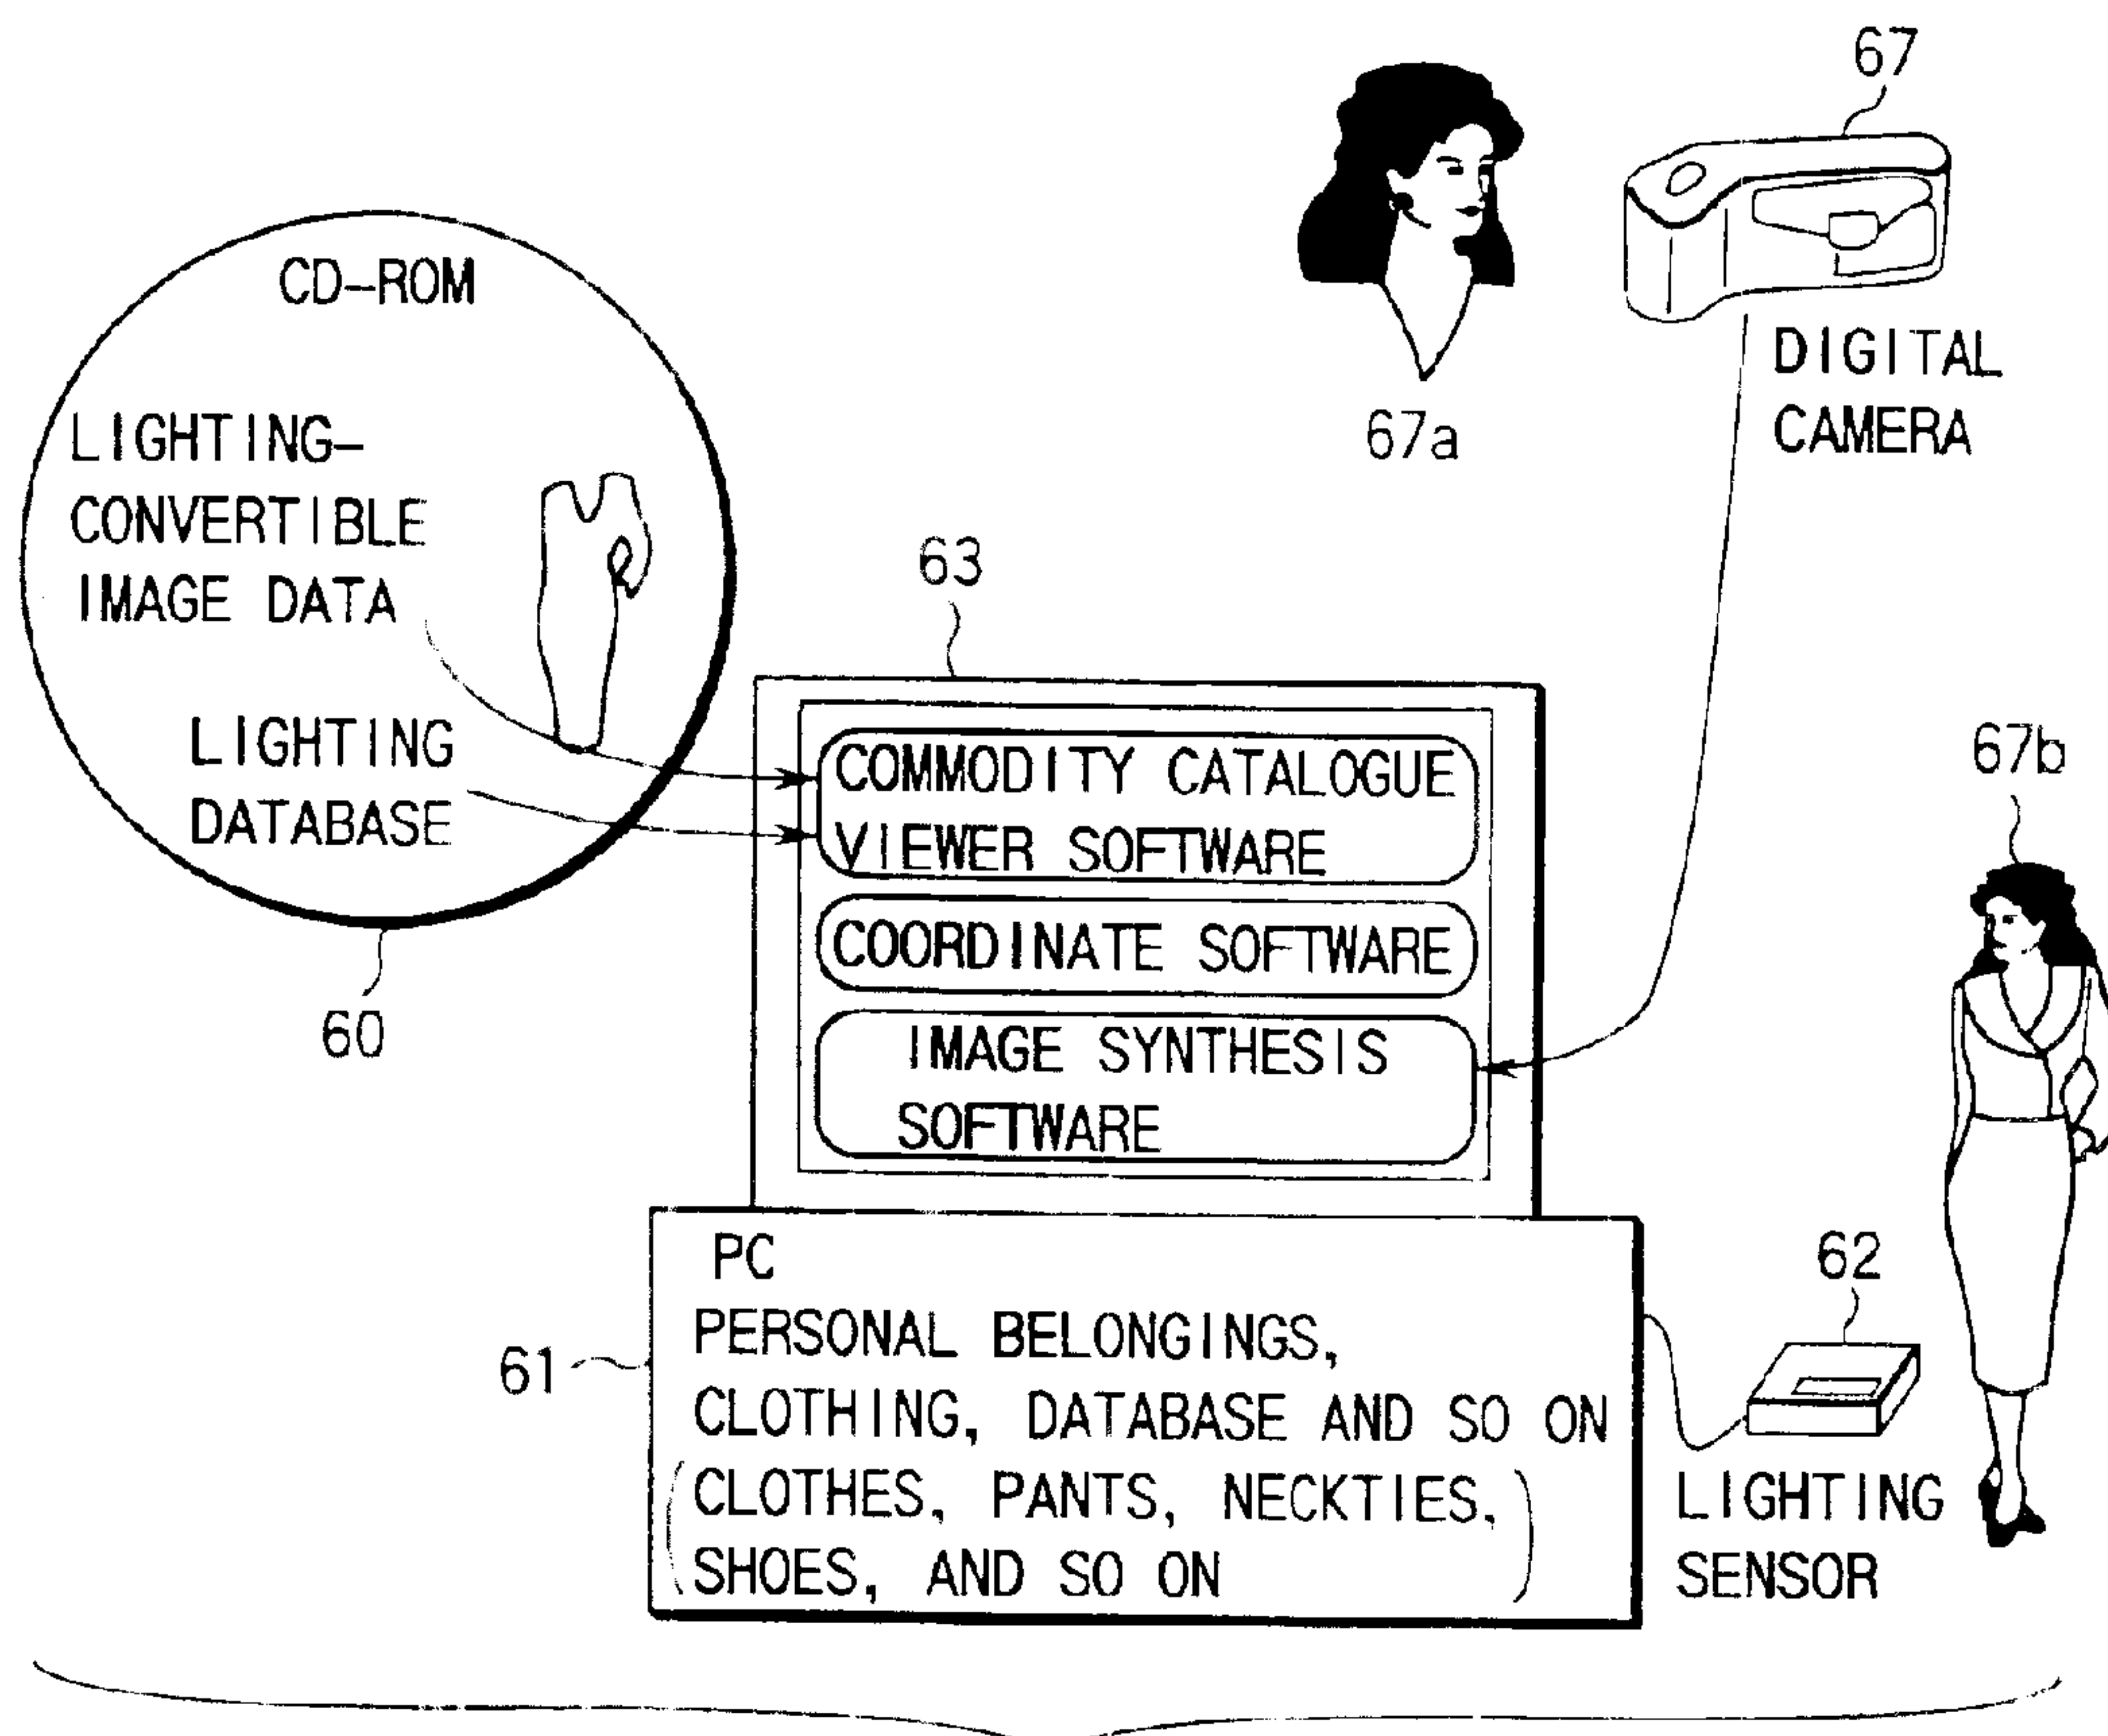 67
CD-ROM
DIGITAL
CAMERA
67a
LIGHTING-
CONVERTIBLE
IMAGE DATA
63
LIGHTING
DATABASE
67b
COMMODITY CATALOGUE
VIEWER SOFTWARE
COORDINATE SOFTWARE
60
IMAGE SYNTHESIS
SOFTWARE
PC
62
PERSONAL BELONGINGS,
61
CLOTHING, DATABASE AND SO ON
(CLOTHES, PANTS, NECKTIES,
SHOES, AND SO ON)
LIGHTING
SENSOR